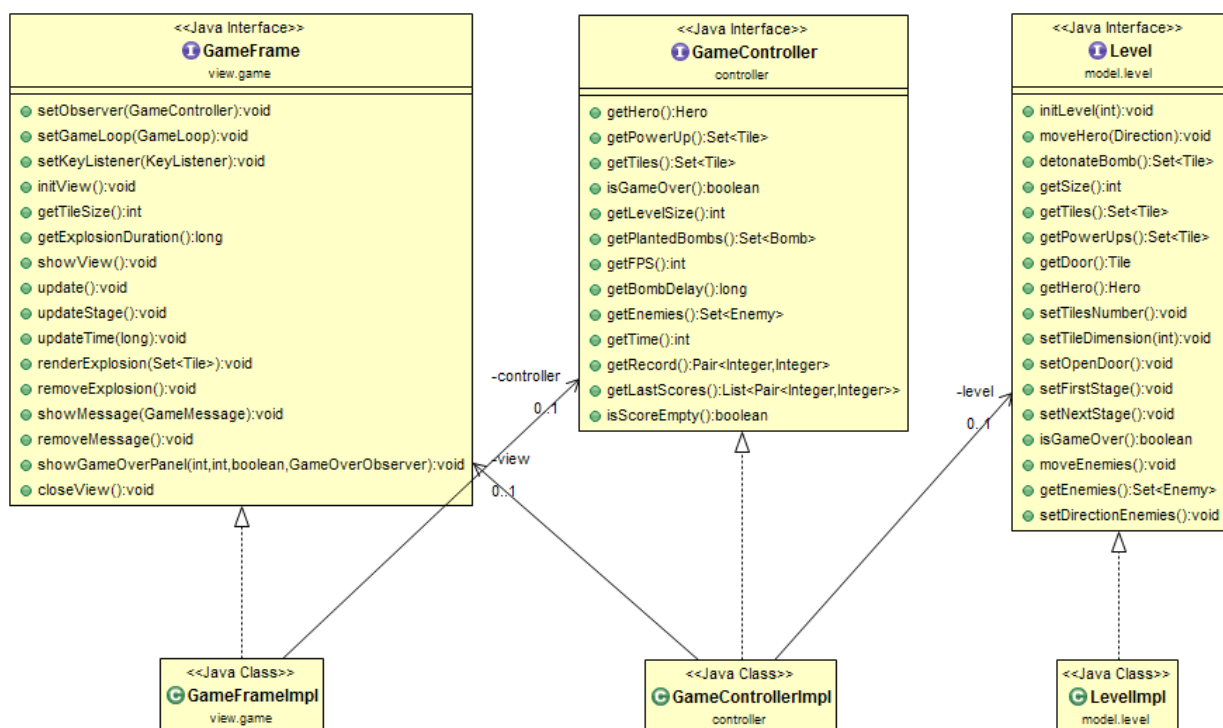 <<Java Interface>>
GameFrame
view.game
setObserver(GameController):void
setGameLoop(GameLoop):void
setKeyListener(KeyListener):void
initView():void
getTileSize():int
getExplosionDuration():long
showView():void
update():void
updateStage():void
updateTime(long):void
renderExplosion(Set<Tile>):void
removeExplosion():void
showMessage(GameMessage):void
removeMessage():void
showGameOverPanel(int,int,boolean,GameOverObserver):void
closeView():void
<<Java Interface>>
GameController
controller
getHero():Hero
getPowerUp():Set<Tile>
getTiles():Set<Tile>
isGameOver():boolean
getLevelSize():int
getPlantedBombs():Set<Bomb>
getFPS():int
getBombDelay():long
getEnemies():Set<Enemy>
getTime():int
getRecord():Pair<Integer,Integer>
getLastScores():List<Pair<Integer,Integer>>
isScoreEmpty():boolean
<<Java Interface>>
Level
model.level
initLevel(int):void
moveHero(Direction):void
detonateBomb():Set<Tile>
getSize():int
getTiles():Set<Tile>
getPowerUps():Set<Tile>
getDoor():Tile
getHero():Hero
setTilesNumber():void
setTileDimension(int):void
setOpenDoor():void
setFirstStage():void
setNextStage():void
isGameOver():boolean
moveEnemies():void
getEnemies():Set<Enemy>
setDirectionEnemies():void
-controller
0..1
-view
0..1
-level
0..1
<<Java Class>>
GameFrameImpl
view.game
<<Java Class>>
GameControllerImpl
controller
<<Java Class>>
LevelImpl
model.level